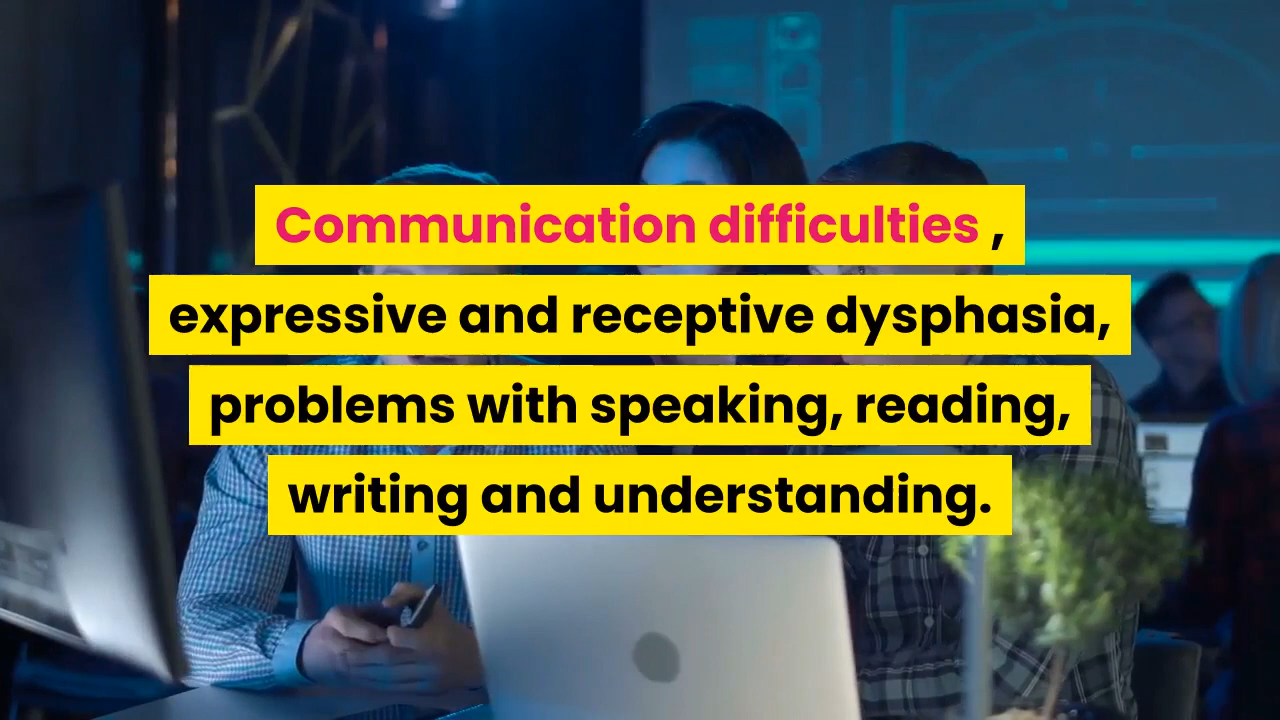 Communication difficulties ,
expressive and receptive dysphasia,
problems with speaking, reading,
writing and understanding.